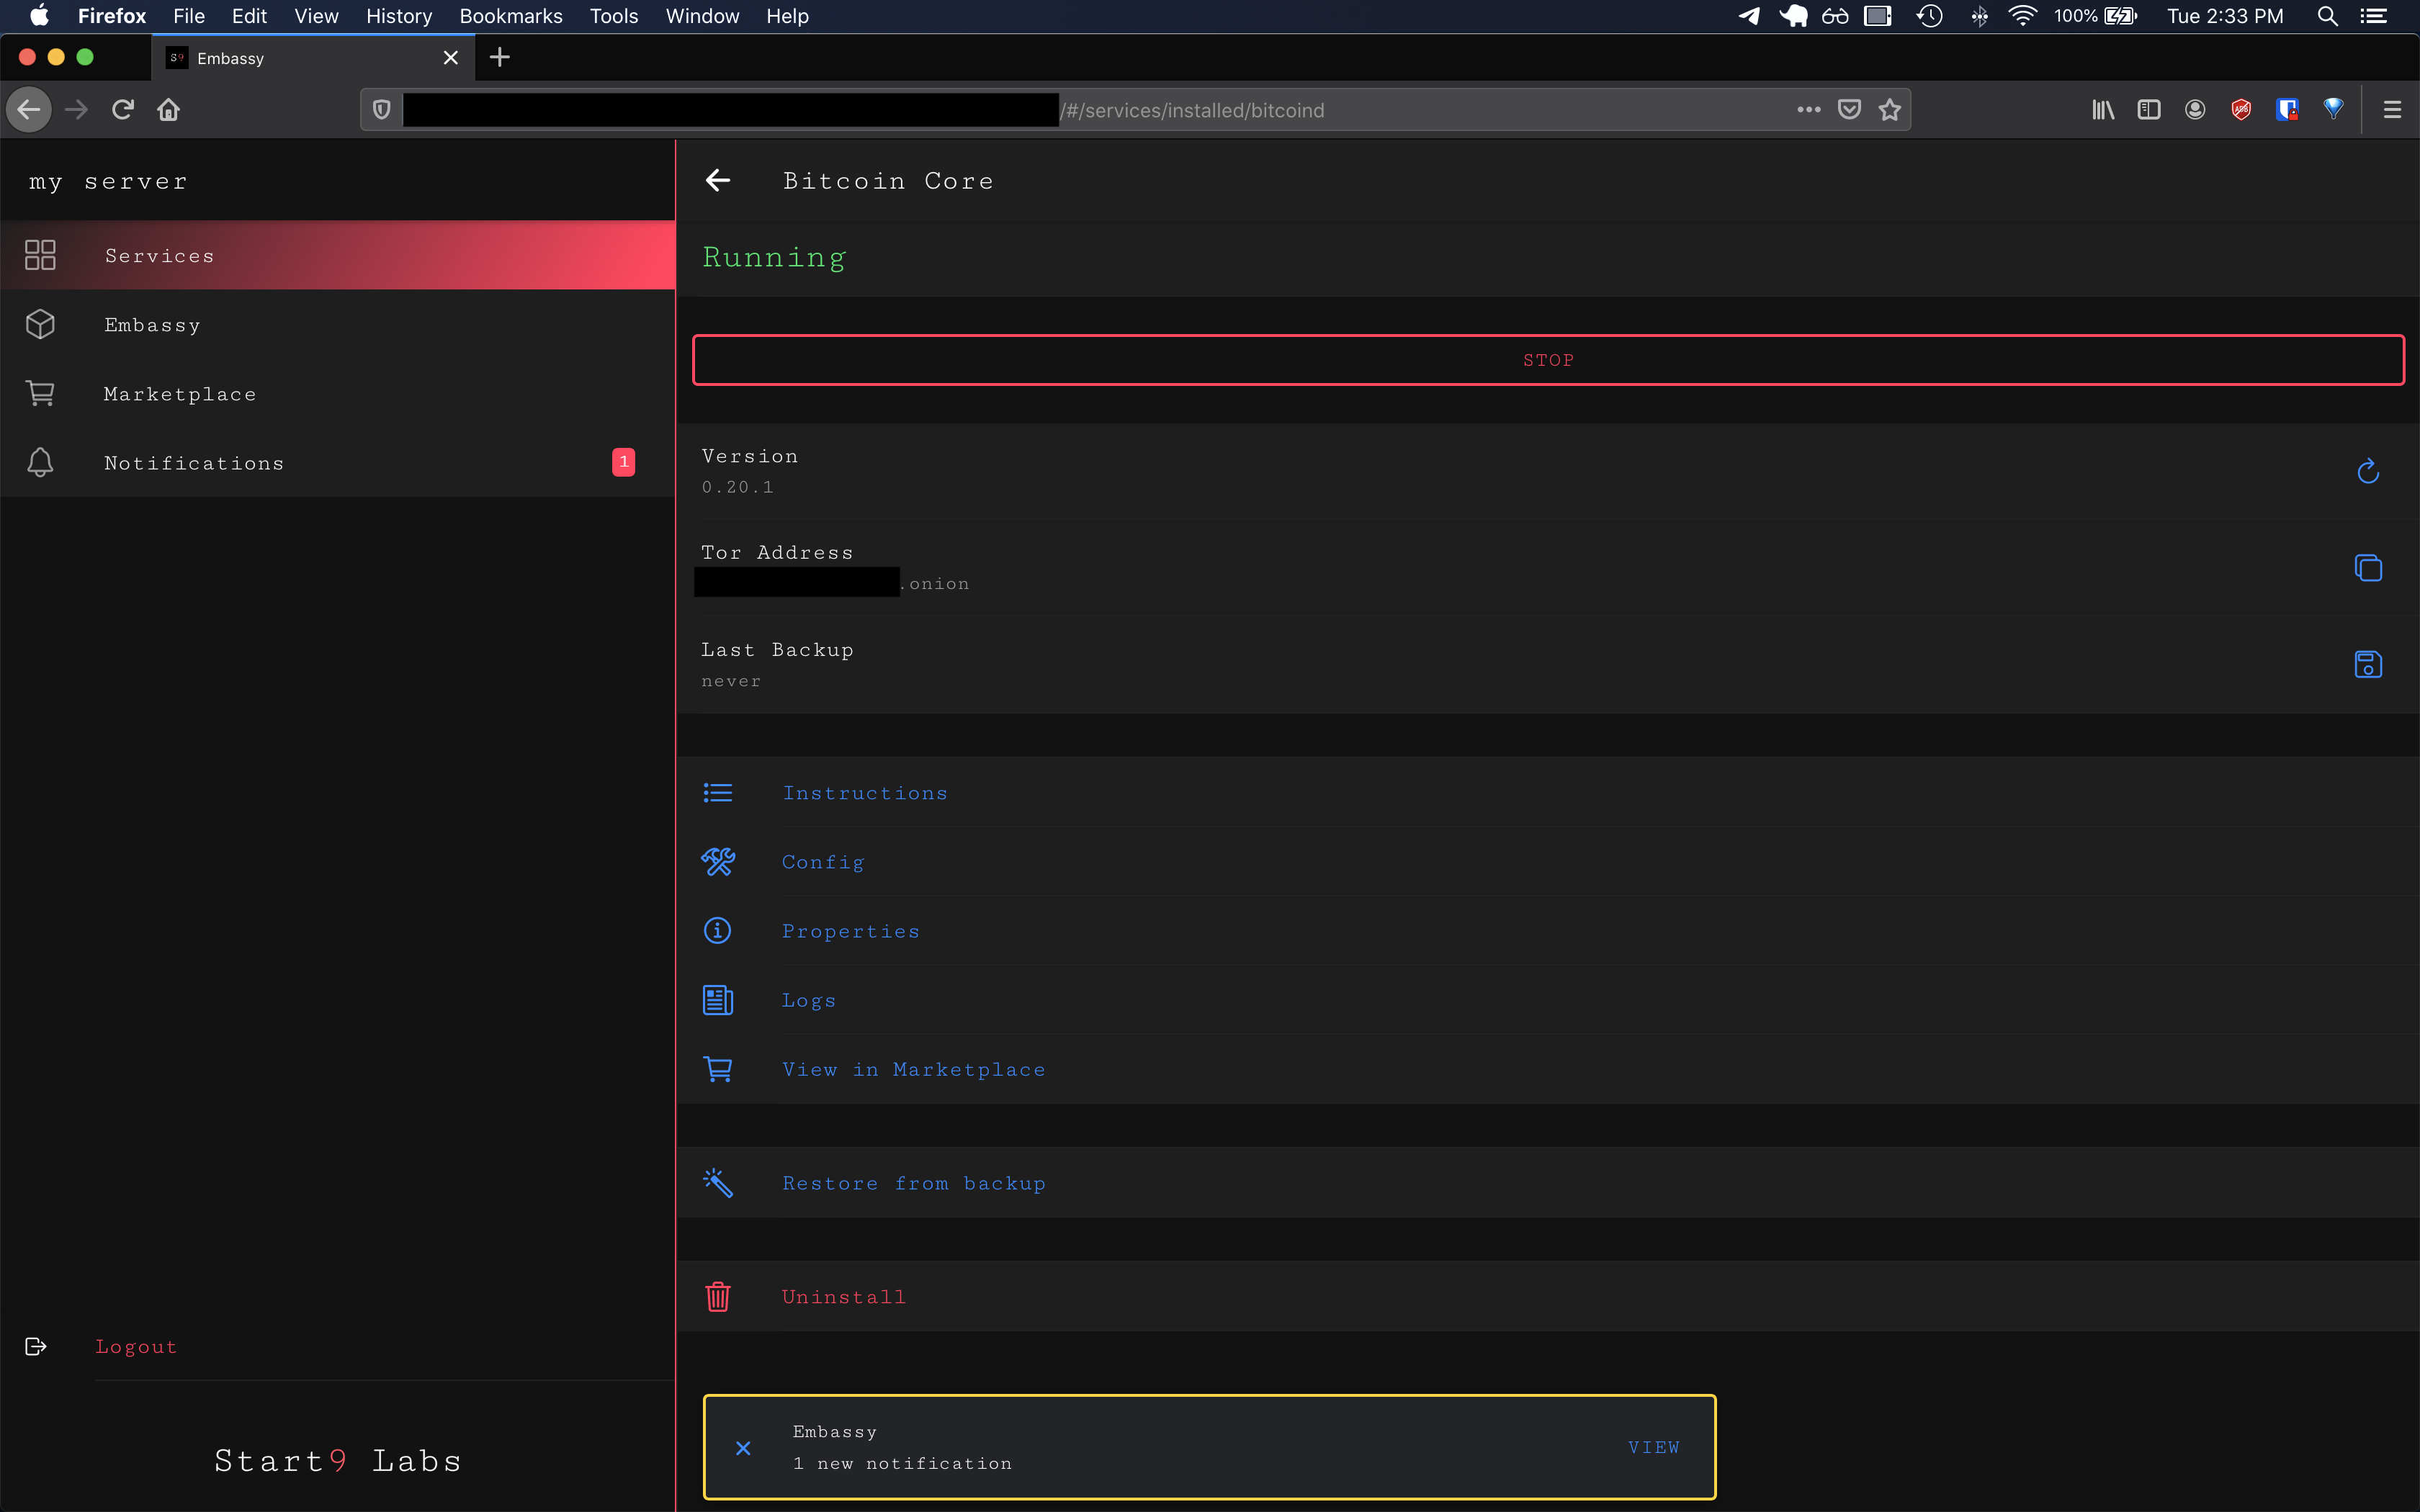 Firefox File Edit View History Bookmarks Tools Window Help 100% Tue 2:33 PM
S9 Embassy
/#/services/installed/bitcoind
my server
Services
Embassy
Marketplace
Notifications 1
Logout
Start9 Labs
Bitcoin Core
Running
STOP
Version
0.20.1
Tor Address
.onion
Last Backup
never
Instructions
Config
Properties
Logs
View in Marketplace
Restore from backup
Uninstall
Embassy
1 new notification
VIEW